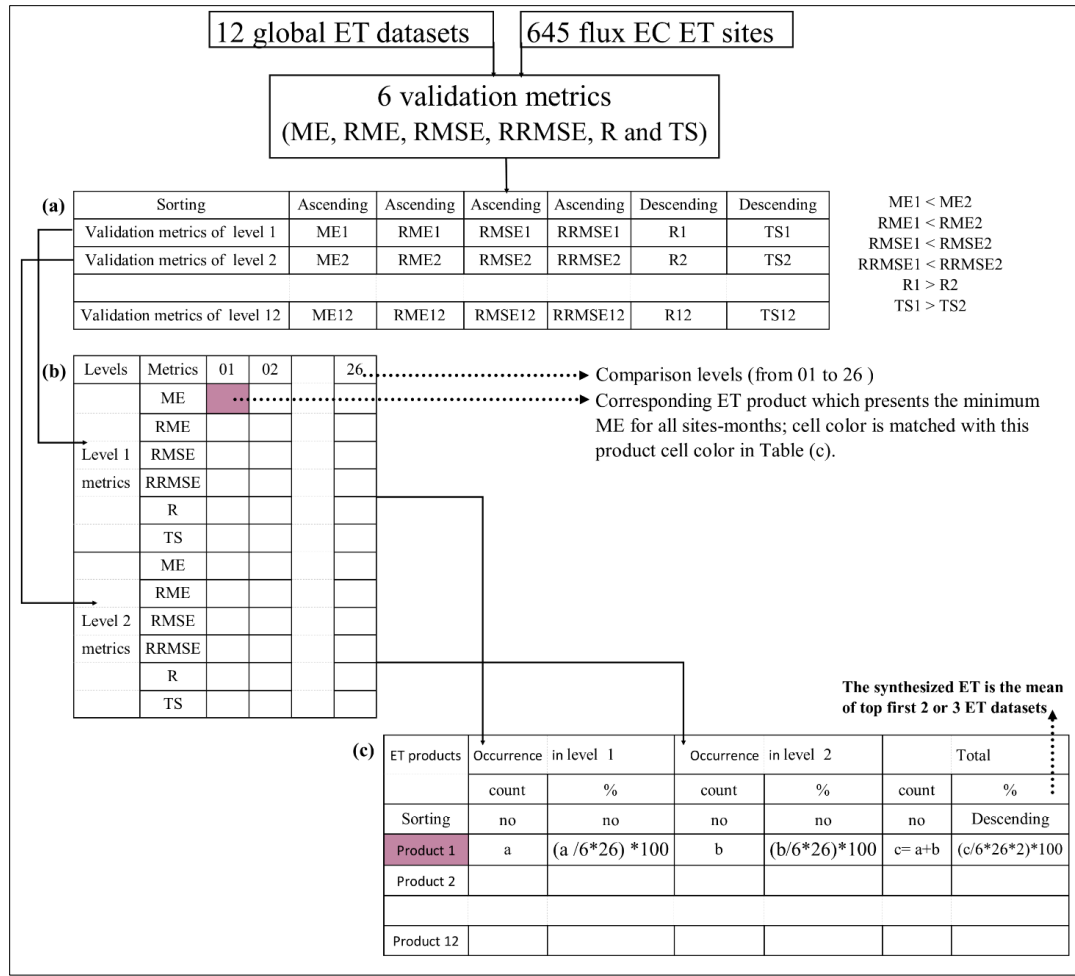 12 global ET datasets
645 flux EC ET sites
6 validation metrics
(ME, RME, RMSE, RRMSE, R and TS)
(a)
Sorting Ascending Ascending Ascending Ascending Descending Descending
Validation metrics of level 1 ME1 RME1 RMSE1 RRMSE1 R1 TS1
Validation metrics of level 2 ME2 RME2 RMSE2 RRMSE2 R2 TS2
Validation metrics of level 12 ME12 RME12 RMSE12 RRMSE12 R12 TS12
ME1 < ME2
RME1 < RME2
RMSE1 < RMSE2
RRMSE1 < RRMSE2
R1 > R2
TS1 > TS2
(b)
Levels Metrics 01 02 26
ME
RME
Level 1 RMSE
metrics RRMSE
R
TS
ME
RME
Level 2 RMSE
metrics RRMSE
R
TS
Comparison levels (from 01 to 26 )
Corresponding ET product which presents the minimum
ME for all sites-months; cell color is matched with this
product cell color in Table (c).
The synthesized ET is the mean
of top first 2 or 3 ET datasets
(c)
ET products Occurrence in level 1 Occurrence in level 2 Total
count % count % count %
Sorting no no no no no Descending
Product 1 a (a /6*26) *100 b (b/6*26)*100 c= a+b (c/6*26*2)*100
Product 2
Product 12